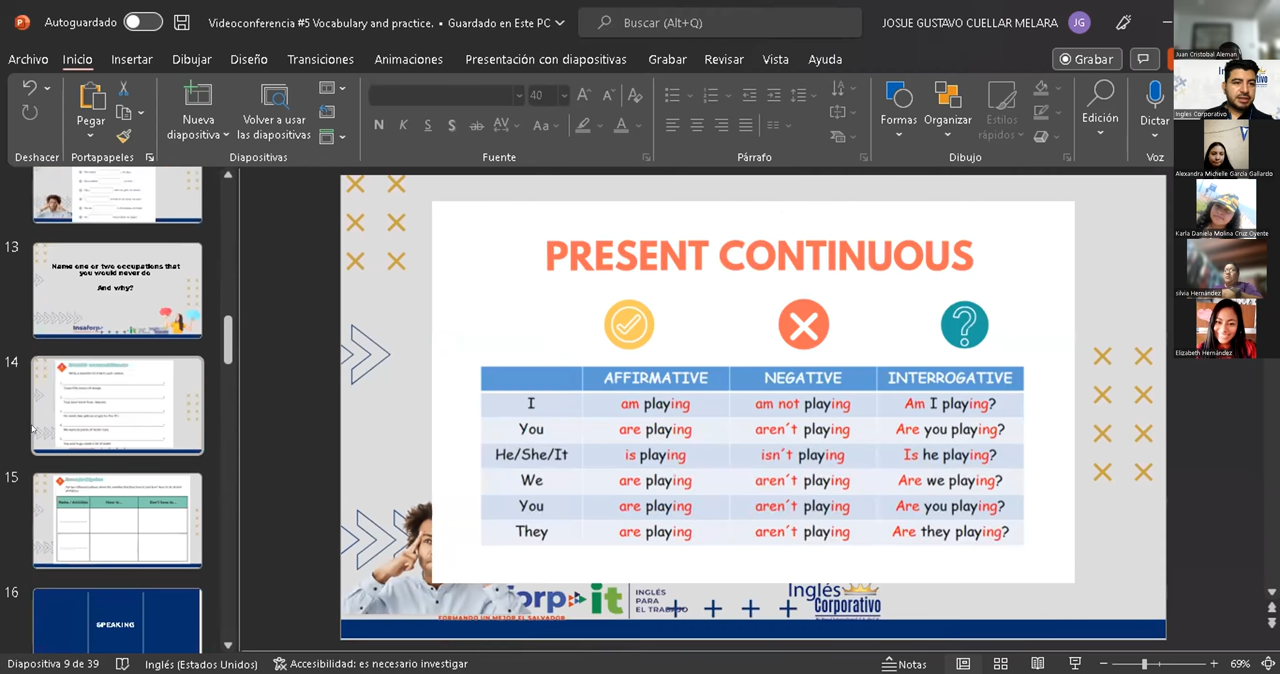 Autoguardado
Videoconferencia #5 Vocabulary and practice. • Guardado en Este PC
Buscar (Alt+Q)
JOSUE GUSTAVO CUELLAR MELARA
JG
Archivo Inicio Insertar Dibujar Diseño Transiciones Animaciones on diapositivas Grabar Revisar Vista Ayuda
Grabar
40
Pegar
Nueva diapositiva
Volver a usar las diapositivas
N K S S ab AV Aa A
Formas
Organizar
Estilos rápidos
Edición
Dictar
Deshacer Portapapeles Diapositivas Fuente Párrafo Dibujo Voz
13
Name one or two occupations that
you would never do
And why?
14
15
16
SPEAKING
PRESENT CONTINUOUS
AFFIRMATIVE NEGATIVE INTERROGATIVE
I am playing am not playing Am I playing?
You are playing aren´t playing Are you playing?
He/She/It is playing isn´t playing Is he playing?
We are playing aren´t playing Are we playing?
You are playing aren´t playing Are you playing?
They are playing aren´t playing Are they playing?
orp it
INGLÉS
PARA
EL TRABAJO
FORMANDO UN MEJOR EL SALVADOR
Inglés
Corporativo
Juan Cristobal Aleman
Ingles Corporativo
Alexandra Michelle Garcia Gallardo
Karla Daniela Molina Cruz Oyente
silvia Hernández
Elizabeth Hernández
Diapositiva 9 de 39
Inglés (Estados Unidos)
Accesibilidad: es necesario investigar
Notas
69%